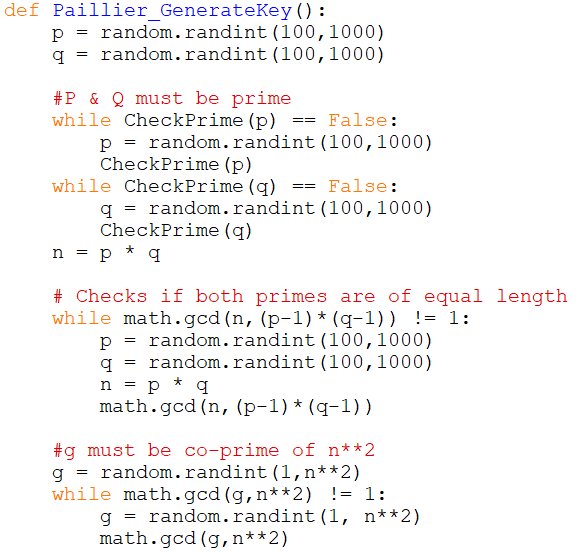 def Paillier_GenerateKey():
    p = random.randint(100,1000)
    q = random.randint(100,1000)

    #P & Q must be prime
    while CheckPrime(p) == False:
        p = random.randint(100,1000)
        CheckPrime(p)
    while CheckPrime(q) == False:
        q = random.randint(100,1000)
        CheckPrime(q)
    n = p * q

    # Checks if both primes are of equal length
    while math.gcd(n,(p-1)*(q-1)) != 1:
        p = random.randint(100,1000)
        q = random.randint(100,1000)
        n = p * q
        math.gcd(n,(p-1)*(q-1))

    #g must be co-prime of n**2
    g = random.randint(1,n**2)
    while math.gcd(g,n**2) != 1:
        g = random.randint(1, n**2)
        math.gcd(g,n**2)